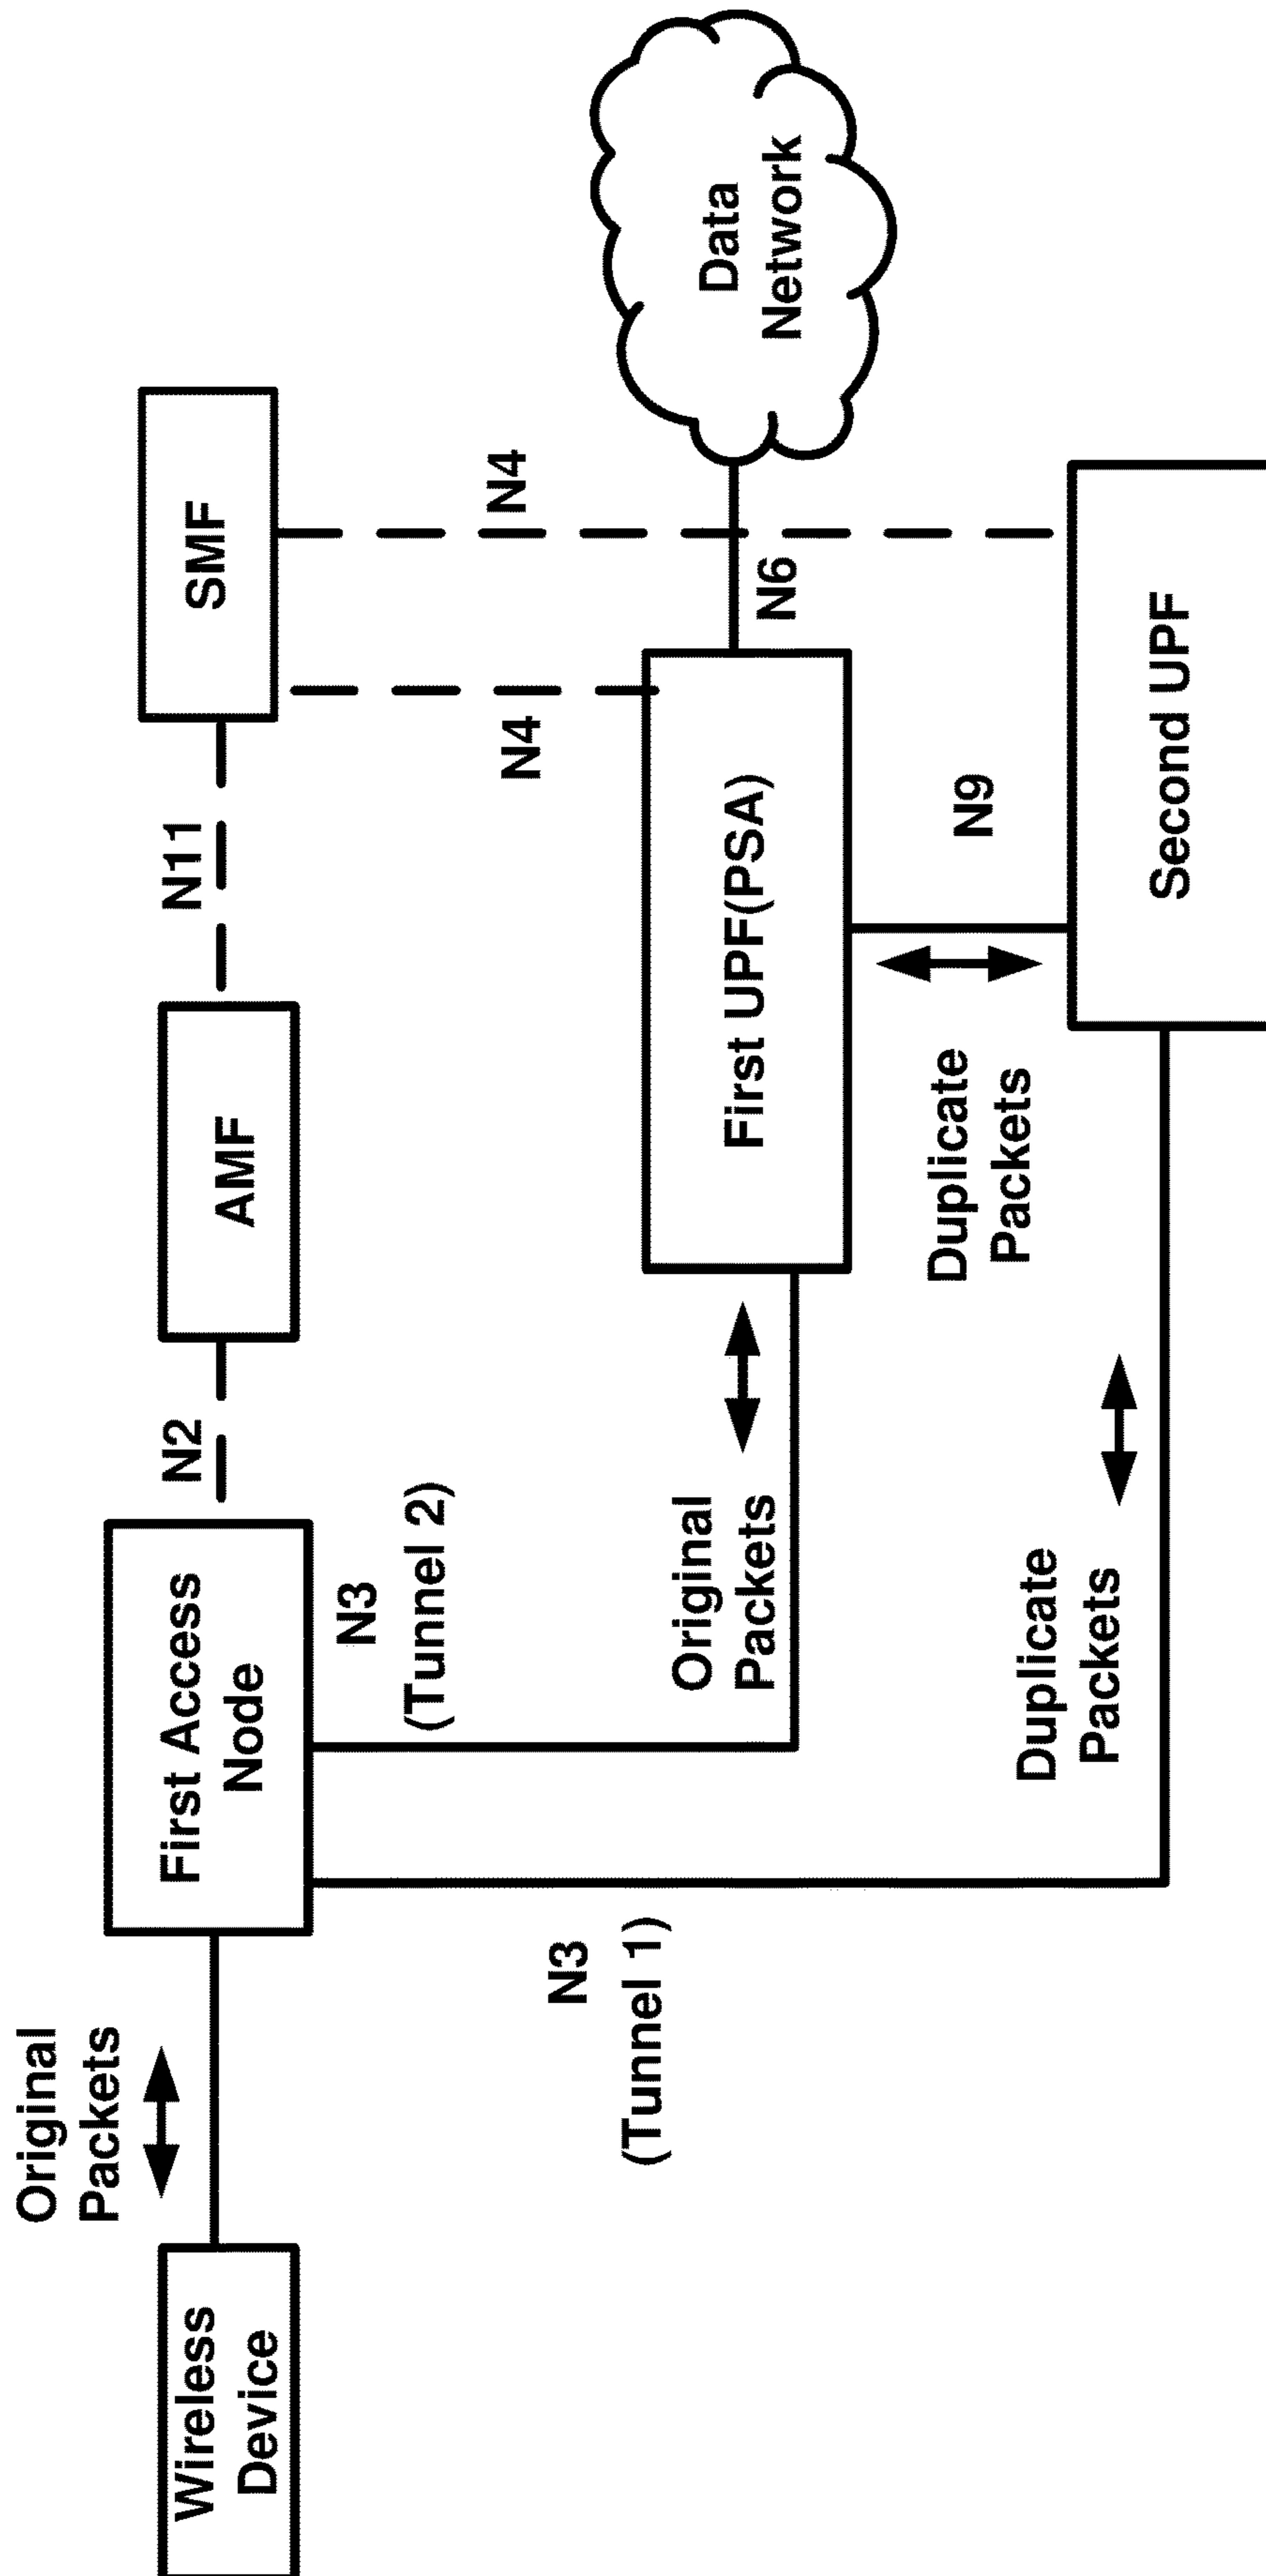 Original
Packets
Wireless
Device
First Access
Node
N2
AMF
N11
SMF
N3
(Tunnel 2)
N4
N4
N3
(Tunnel 1)
Original
Packets
First UPF(PSA)
N6
Data
Network
Duplicate
Packets
N9
Duplicate
Packets
Second UPF